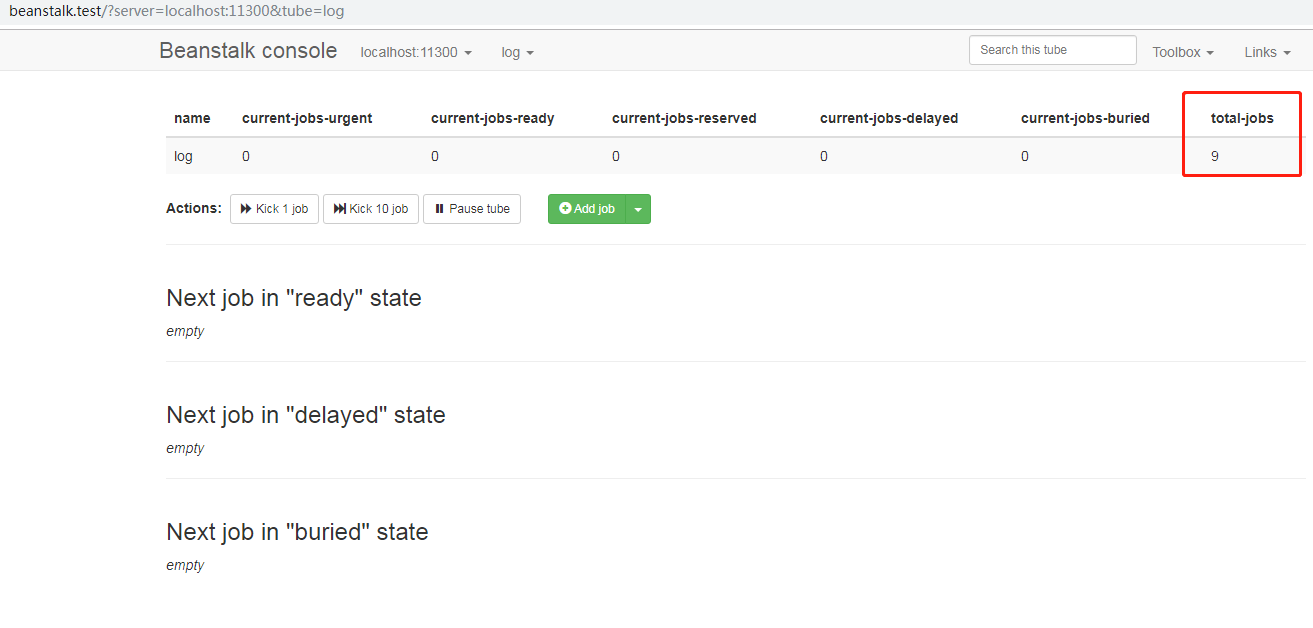 beanstalk.test/?server=localhost:11300&tube=log
Beanstalk console localhost:11300 log Search this tube Toolbox Links
name current-jobs-urgent current-jobs-ready current-jobs-reserved current-jobs-delayed current-jobs-buried total-jobs
log 0 0 0 0 0 9
Actions: Kick 1 job Kick 10 job Pause tube Add job
Next job in "ready" state
empty
Next job in "delayed" state
empty
Next job in "buried" state
empty